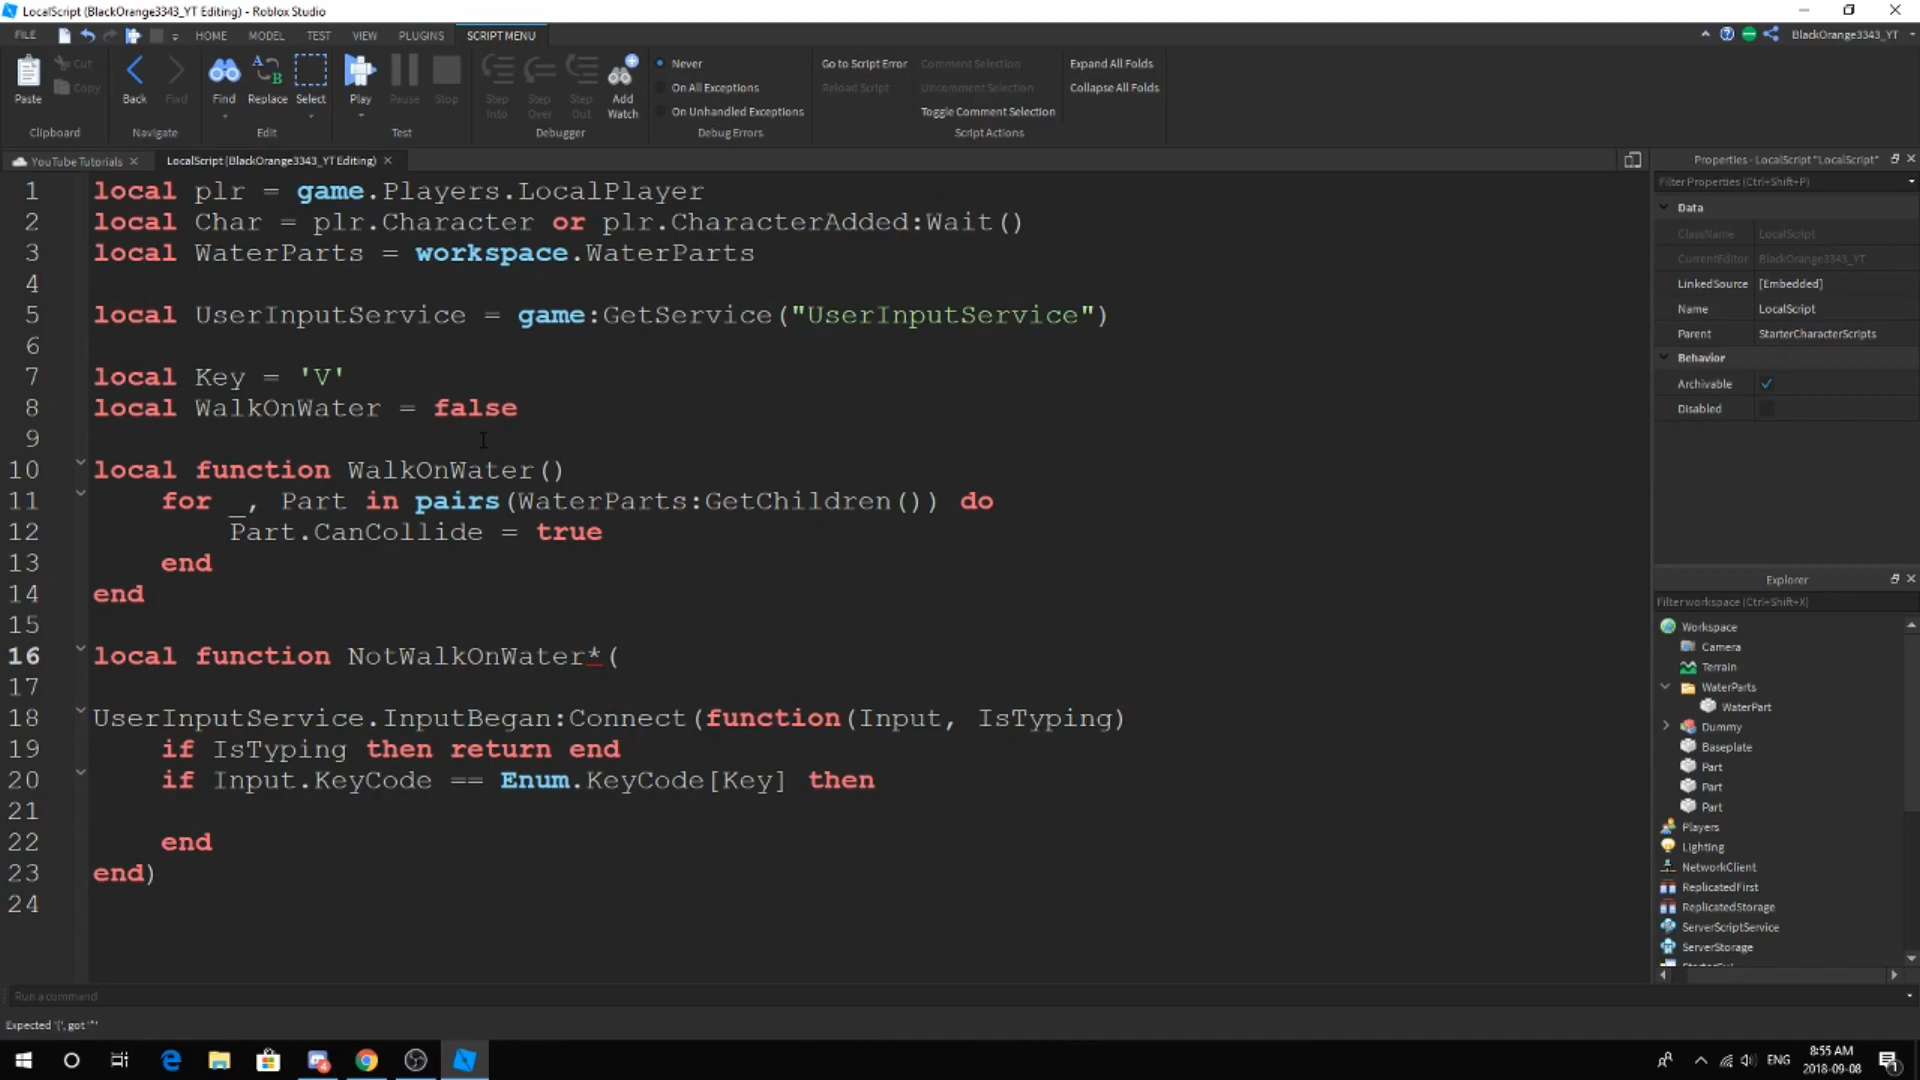 LocalScript (BlackOrange3343_YT Editing) - Roblox Studio
FILE HOME MODEL TEST VIEW PLUGINS SCRIPT MENU BlackOrange3343_YT
Paste Cut Copy Back Fwd Find Replace Select Play Pause Stop Step Into Step Over Step Out Add Watch
Never Go to Script Error Comment Selection Expand All Folds
On All Exceptions Reload Script Uncomment Selection Collapse All Folds
On Unhandled Exceptions Toggle Comment Selection
Clipboard Navigate Edit Test Debugger Debug Errors Script Actions
YouTube Tutorials LocalScript (BlackOrange3343_YT Editing)
1 local plr = game.Players.LocalPlayer
2 local Char = plr.Character or plr.CharacterAdded:Wait()
3 local WaterParts = workspace.WaterParts
4
5 local UserInputService = game:GetService("UserInputService")
6
7 local Key = 'V'
8 local WalkOnWater = false
9
10 local function WalkOnWater()
11 for _, Part in pairs(WaterParts:GetChildren()) do
12 Part.CanCollide = true
13 end
14 end
15
16 local function NotWalkOnWater*(
17
18 UserInputService.InputBegan:Connect(function(Input, IsTyping)
19 if IsTyping then return end
20 if Input.KeyCode == Enum.KeyCode[Key] then
21
22 end
23 end)
24
Properties - LocalScript "LocalScript"
Filter Properties (Ctrl+Shift+P)
Data
ClassName LocalScript
CurrentEditor BlackOrange3343_YT
LinkedSource [Embedded]
Name LocalScript
Parent StarterCharacterScripts
Behavior
Archivable
Disabled
Explorer
Filter workspace (Ctrl+Shift+X)
Workspace
Camera
Terrain
WaterParts
WaterPart
Dummy
Baseplate
Part
Part
Part
Players
Lighting
NetworkClient
ReplicatedFirst
ReplicatedStorage
ServerScriptService
ServerStorage
Run a command
Expected '(', got '*'
ENG 8:55 AM
2018-09-08